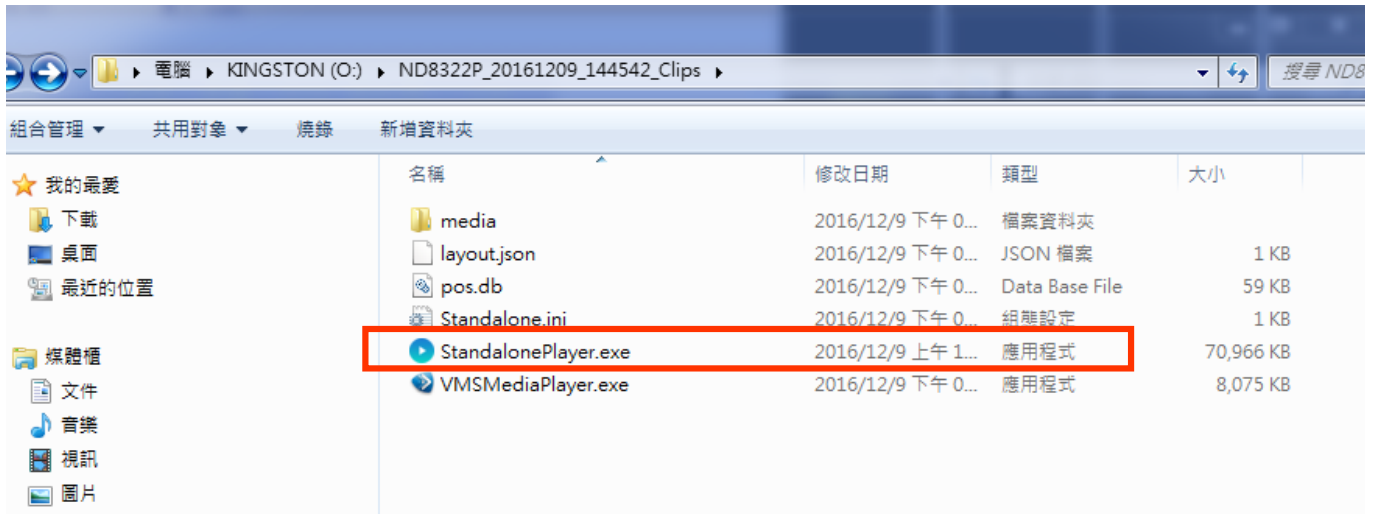 電腦 KINGSTON (O:) ND8322P_20161209_144542_Clips 搜尋 ND8
組合管理 共用對象 燒錄 新增資料夾
名稱 修改日期 類型 大小
我的最愛
下載
桌面
最近的位置
媒體櫃
文件
音樂
視訊
圖片
media 2016/12/9 下午 0... 檔案資料夾
layout.json 2016/12/9 下午 0... JSON 檔案 1 KB
pos.db 2016/12/9 下午 0... Data Base File 59 KB
Standalone.ini 2016/12/9 下午 0... 組態設定 1 KB
StandalonePlayer.exe 2016/12/9 上午 1... 應用程式 70,966 KB
VMSMediaPlayer.exe 2016/12/9 下午 0... 應用程式 8,075 KB